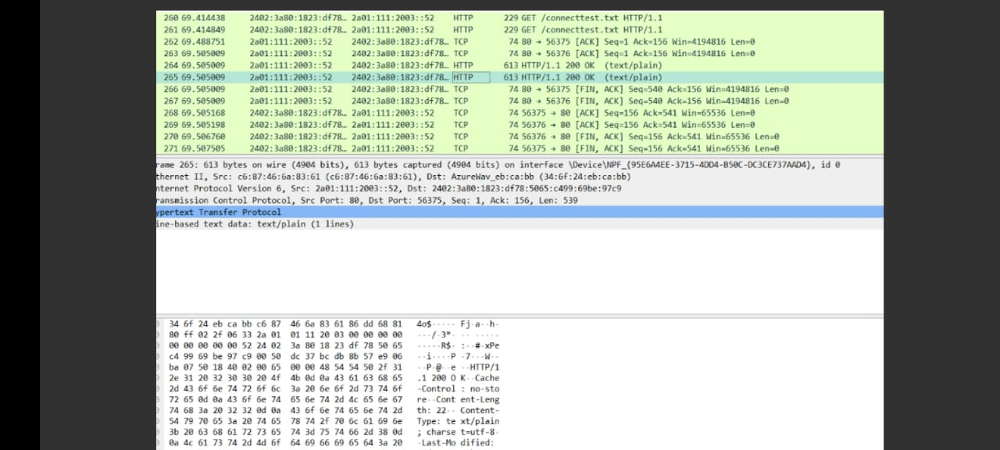 260 69.414438 2402:3a80:1823:df78… 2a01:111:2003::52 HTTP 229 GET /connecttest.txt HTTP/1.1
261 69.414849 2402:3a80:1823:df78… 2a01:111:2003::52 HTTP 229 GET /connecttest.txt HTTP/1.1
262 69.488751 2a01:111:2003::52 2402:3a80:1823:df78… TCP 74 80 → 56375 [ACK] Seq=1 Ack=156 Win=4194816 Len=0
263 69.505009 2a01:111:2003::52 2402:3a80:1823:df78… TCP 74 80 → 56376 [ACK] Seq=1 Ack=156 Win=4194816 Len=0
264 69.505009 2a01:111:2003::52 2402:3a80:1823:df78… HTTP 613 HTTP/1.1 200 OK (text/plain)
265 69.505009 2a01:111:2003::52 2402:3a80:1823:df78… HTTP 613 HTTP/1.1 200 OK (text/plain)
266 69.505009 2a01:111:2003::52 2402:3a80:1823:df78… TCP 74 80 → 56375 [FIN, ACK] Seq=540 Ack=156 Win=4194816 Len=0
267 69.505009 2a01:111:2003::52 2402:3a80:1823:df78… TCP 74 80 → 56376 [FIN, ACK] Seq=540 Ack=156 Win=4194816 Len=0
268 69.505168 2402:3a80:1823:df78… 2a01:111:2003::52 TCP 74 56375 → 80 [ACK] Seq=156 Ack=541 Win=65536 Len=0
269 69.505198 2402:3a80:1823:df78… 2a01:111:2003::52 TCP 74 56376 → 80 [ACK] Seq=156 Ack=541 Win=65536 Len=0
270 69.506760 2402:3a80:1823:df78… 2a01:111:2003::52 TCP 74 56376 → 80 [FIN, ACK] Seq=156 Ack=541 Win=65536 Len=0
271 69.507505 2402:3a80:1823:df78… 2a01:111:2003::52 TCP 74 56375 → 80 [FIN, ACK] Seq=156 Ack=541 Win=65536 Len=0
rame 265: 613 bytes on wire (4904 bits), 613 bytes captured (4904 bits) on interface \Device\NPF_{95E6A4EE-3715-4DD4-B50C-DC3CE737AAD4}, id 0
thernet II, Src: c6:87:46:6a:83:61 (c6:87:46:6a:83:61), Dst: AzureWav_eb:ca:bb (34:6f:24:eb:ca:bb)
nternet Protocol Version 6, Src: 2a01:111:2003::52, Dst: 2402:3a80:1823:df78:5065:c499:69be:97c9
ransmission Control Protocol, Src Port: 80, Dst Port: 56375, Seq: 1, Ack: 156, Len: 539
ypertext Transfer Protocol
ine-based text data: text/plain (1 lines)
34 6f 24 eb ca bb c6 87 46 6a 83 61 86 dd 68 81 4o$····· Fj·a··h·
80 ff 02 2f 06 33 2a 01 01 11 20 03 00 00 00 00 ···/·3*· ·· ·····
00 00 00 00 00 52 24 02 3a 80 18 23 df 78 50 65 ·····R$· :··#·xPe
c4 99 69 be 97 c9 00 50 dc 37 bc db 8b 57 e9 06 ··i····P ·7···W··
ba 07 50 18 40 02 00 65 00 00 48 54 54 50 2f 31 ··P·@··e ··HTTP/1
2e 31 20 32 30 30 20 4f 4b 0d 0a 43 61 63 68 65 .1 200 O K··Cache
2d 43 6f 6e 74 72 6f 6c 3a 20 6e 6f 2d 73 74 6f -Control : no-sto
72 65 0d 0a 43 6f 6e 74 65 6e 74 2d 4c 65 6e 67 re··Cont ent-Leng
74 68 3a 20 32 32 0d 0a 43 6f 6e 74 65 6e 74 2d th: 22·· Content-
54 79 70 65 3a 20 74 65 78 74 2f 70 6c 61 69 6e Type: te xt/plain
3b 20 63 68 61 72 73 65 74 3d 75 74 66 2d 38 0d ; charse t=utf-8·
0a 4c 61 73 74 2d 4d 6f 64 69 66 69 65 64 3a 20 ·Last-Mo dified: